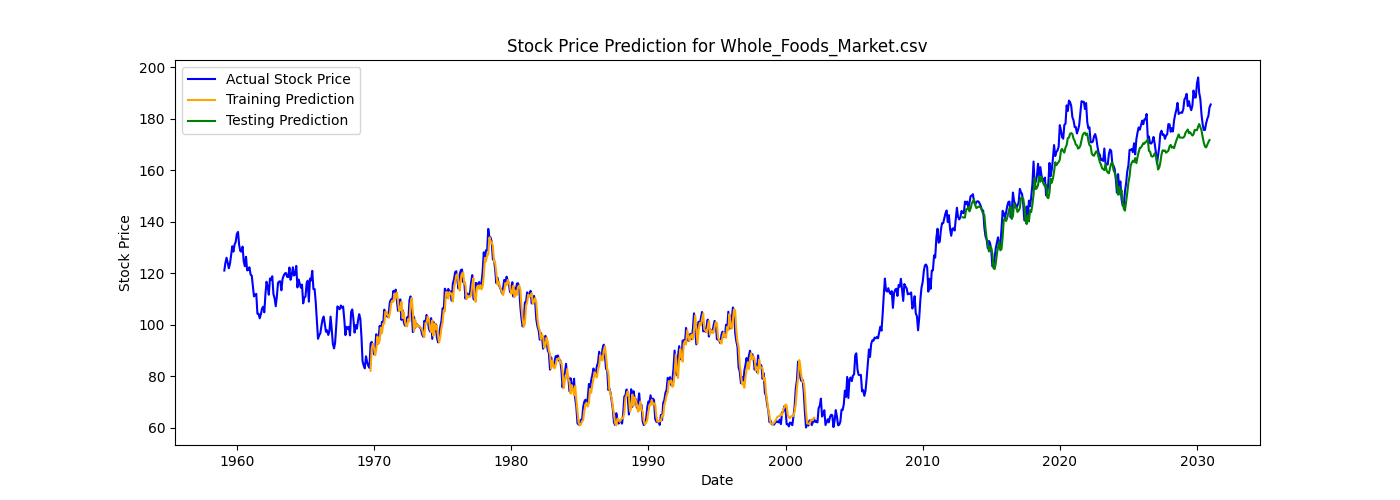 Stock Price Prediction for Whole_Foods_Market.csv
Actual Stock Price
Training Prediction
Testing Prediction
Stock Price
200
180
160
140
120
100
80
60
1960 1970 1980 1990 2000 2010 2020 2030
Date